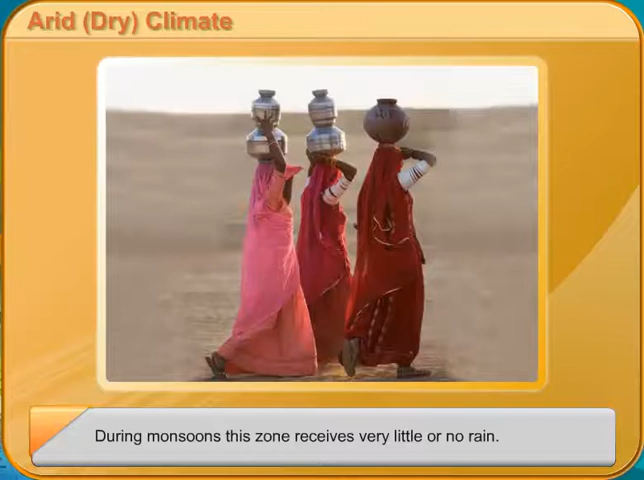 Arid (Dry) Climate
During monsoons this zone receives very little or no rain.